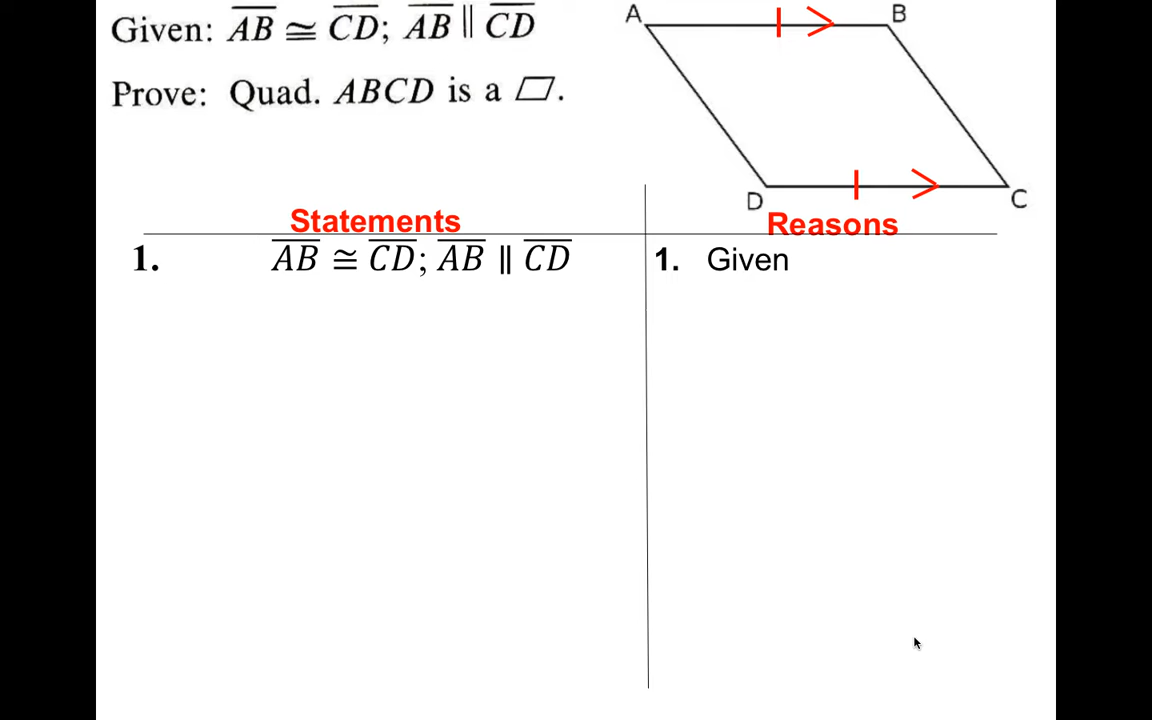 Given: AB ≅ CD; AB ∥ CD
Prove: Quad. ABCD is a ▱.
A
B
D
C
Statements
Reasons
1. AB ≅ CD; AB ∥ CD
1. Given